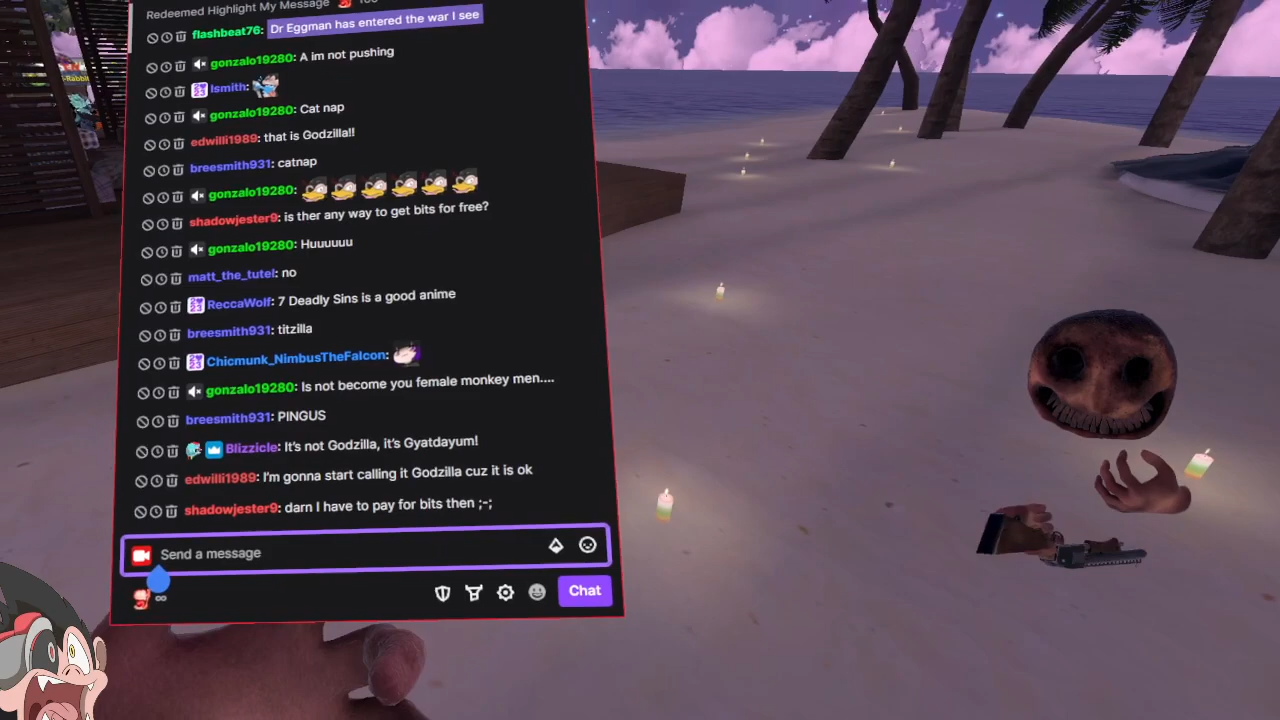 Redeemed Highlight My Message 100
flashbeat76: Dr Eggman has entered the war I see
gonzalo19280: A im not pushing
lsmith:
gonzalo19280: Cat nap
edwilli1989: that is Godzilla!!
breesmith931: catnap
gonzalo19280:
shadowjester9: is ther any way to get bits for free?
gonzalo19280: Huuuuuu
matt_the_tutel: no
ReccaWolf: 7 Deadly Sins is a good anime
breesmith931: titzilla
Chicmunk_NimbusTheFalcon:
gonzalo19280: Is not become you female monkey men....
breesmith931: PINGUS
Blizzicle: It's not Godzilla, it's Gyatdayum!
edwilli1989: I'm gonna start calling it Godzilla cuz it is ok
shadowjester9: darn I have to pay for bits then ;-;
Send a message
∞
Chat